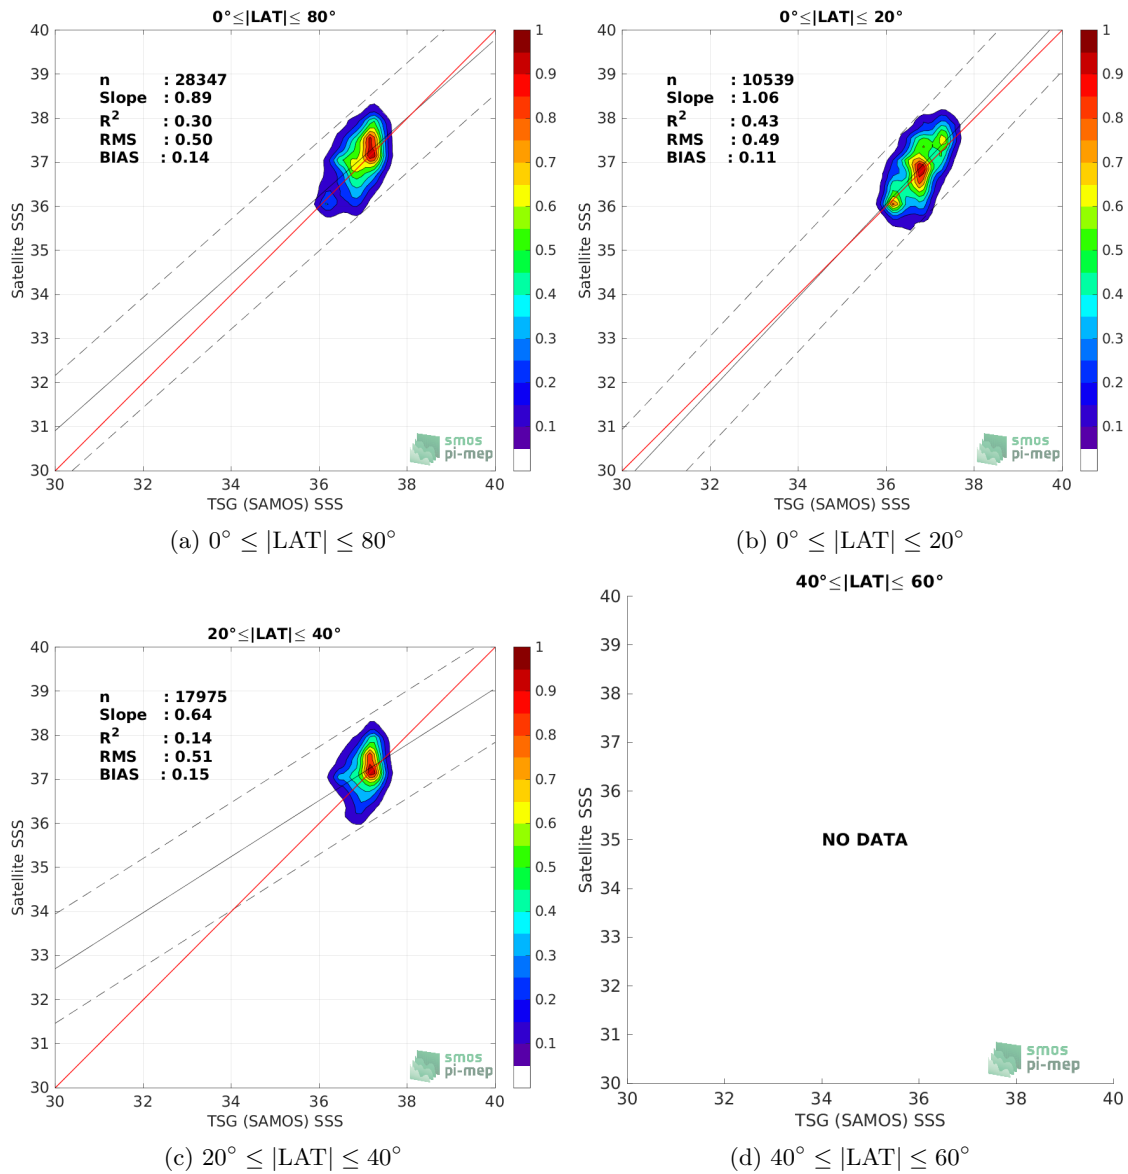 0°≤|LAT|≤ 80°
40
39
38
37
36
35
34
33
32
31
30
Satellite SSS
n : 28347
Slope : 0.89
R² : 0.30
RMS : 0.50
BIAS : 0.14
smos
pi-mep
30 32 34 36 38 40
TSG (SAMOS) SSS
1
0.9
0.8
0.7
0.6
0.5
0.4
0.3
0.2
0.1
(a) 0° ≤ |LAT| ≤ 80°
0°≤|LAT|≤ 20°
40
39
38
37
36
35
34
33
32
31
30
Satellite SSS
n : 10539
Slope : 1.06
R² : 0.43
RMS : 0.49
BIAS : 0.11
smos
pi-mep
30 32 34 36 38 40
TSG (SAMOS) SSS
1
0.9
0.8
0.7
0.6
0.5
0.4
0.3
0.2
0.1
(b) 0° ≤ |LAT| ≤ 20°
20°≤|LAT|≤ 40°
40
39
38
37
36
35
34
33
32
31
30
Satellite SSS
n : 17975
Slope : 0.64
R² : 0.14
RMS : 0.51
BIAS : 0.15
smos
pi-mep
30 32 34 36 38 40
TSG (SAMOS) SSS
1
0.9
0.8
0.7
0.6
0.5
0.4
0.3
0.2
0.1
(c) 20° ≤ |LAT| ≤ 40°
40°≤|LAT|≤ 60°
40
39
38
37
36
35
34
33
32
31
30
Satellite SSS
NO DATA
smos
pi-mep
30 32 34 36 38 40
TSG (SAMOS) SSS
(d) 40° ≤ |LAT| ≤ 60°